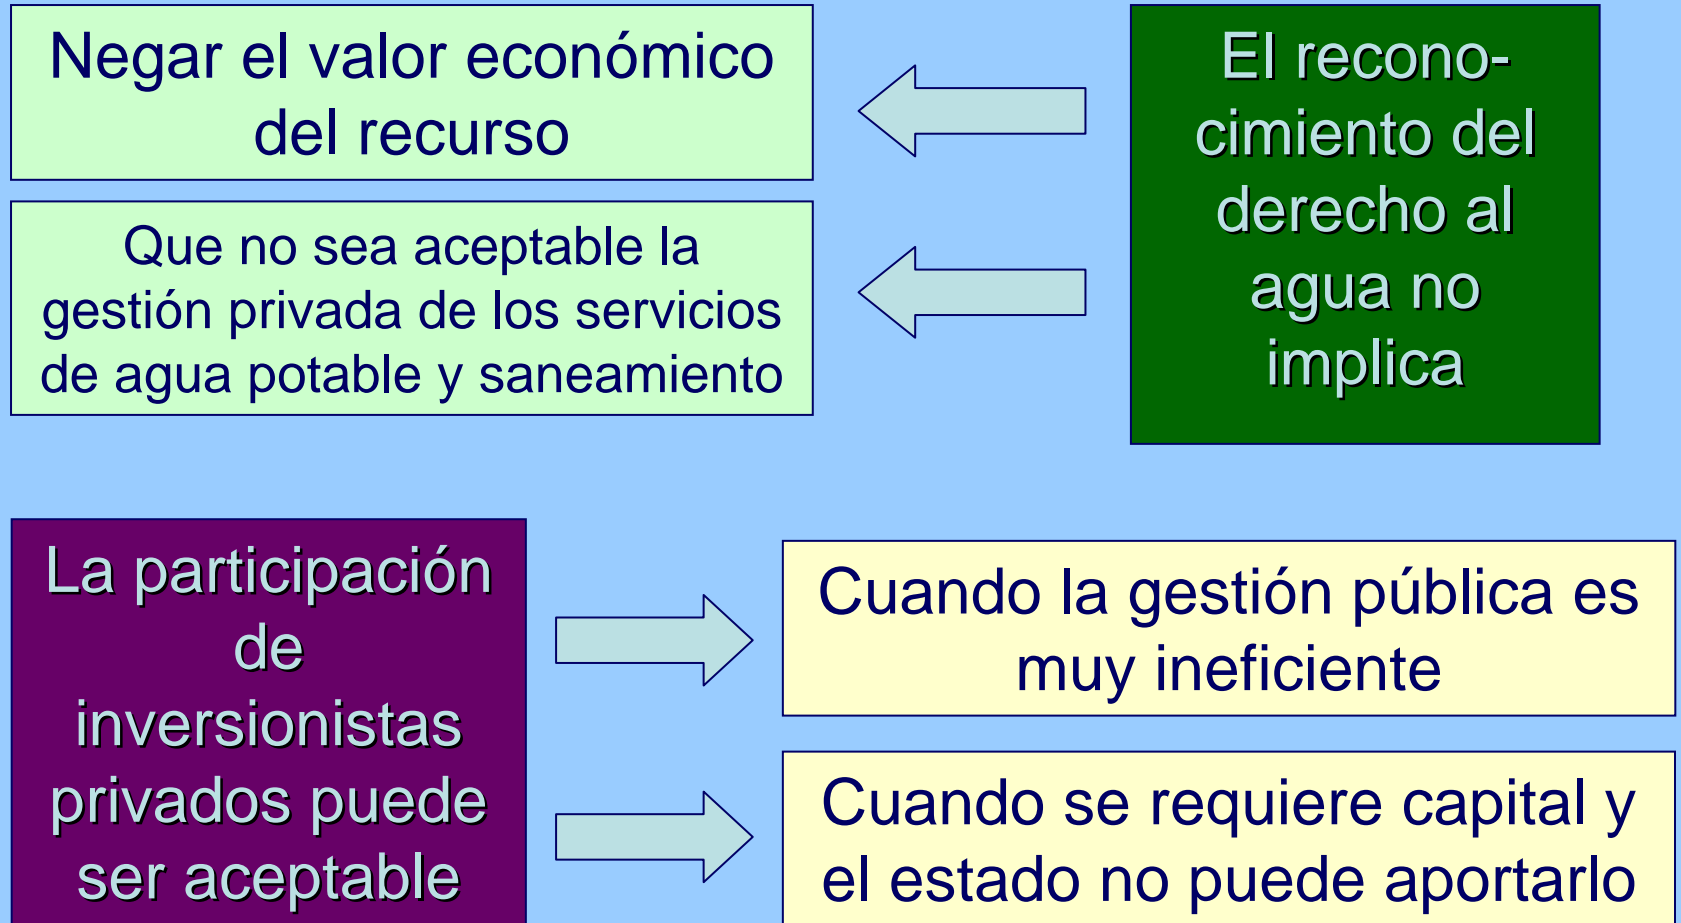 Negar el valor económico
del recurso
Que no sea aceptable la
gestión privada de los servicios
de agua potable y saneamiento
El recono-
cimiento del
derecho al
agua no
implica
La participación
de
inversionistas
privados puede
ser aceptable
Cuando la gestión pública es
muy ineficiente
Cuando se requiere capital y
el estado no puede aportarlo